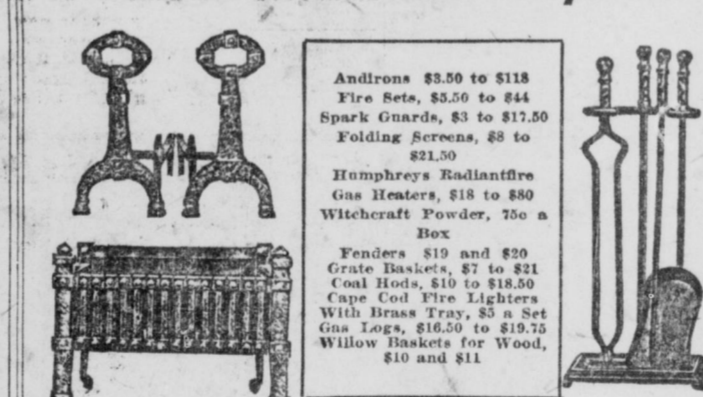 Andirons $3.50 to $118
Fire Sets, $5.50 to $44
Spark Guards, $3 to $17.50
Folding Screens, $8 to
$21.50
Humphreys Radiantfire
Gas Heaters, $18 to $80
Witchcraft Powder, 75c a
Box
Fenders $19 and $20
Grate Baskets, $7 to $21
Coal Hods, $10 to $18.50
Cape Cod Fire Lighters
With Brass Tray, $5 a Set
Gas Logs, $16.50 to $19.75
Willow Baskets for Wood,
$10 and $11